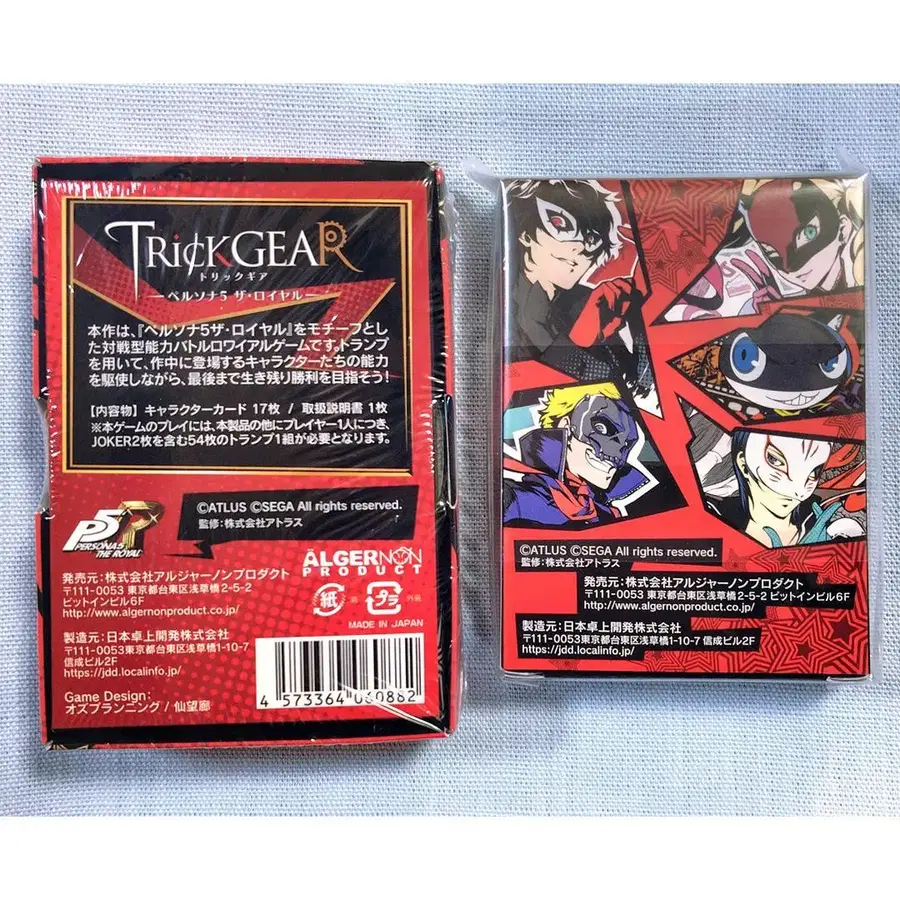 TRICKGEAR
トリックギア
―ペルソナ5 ザ・ロイヤル―
本作は、『ペルソナ5ザ・ロイヤル』をモチーフとし
た対戦型能力バトルロワイアルゲームです。トランプ
を用いて、作中に登場するキャラクターたちの能力
を駆使しながら、最後まで生き残り勝利を目指そう!
【内容物】キャラクターカード 17枚 / 取扱説明書 1枚
※本ゲームのプレイには、本製品の他にプレイヤー1人につき、
JOKER2枚を含む54枚のトランプ1組が必要となります。
©ATLUS ©SEGA All rights reserved.
監修:株式会社アトラス
P5R
PERSONA5
THE ROYAL
ALGERNON
PRODUCT
発売元:株式会社アルジャーノンプロダクト
〒111-0053 東京都台東区浅草橋2-5-2
ビットインビル6F
http://www.algernonproduct.co.jp/
紙
箱
タラ
外装
MADE IN JAPAN
製造元:日本卓上開発株式会社
〒111-0053東京都台東区浅草橋1-10-7
信成ビル2F
https://jdd.localinfo.jp/
Game Design:
オズプランニング / 仙望廊
4 573364 060882
©ATLUS ©SEGA All rights reserved.
監修:株式会社アトラス
発売元:株式会社アルジャーノンプロダクト
〒111-0053 東京都台東区浅草橋2-5-2 ビットインビル6F
http://www.algernonproduct.co.jp/
製造元:日本卓上開発株式会社
〒111-0053東京都台東区浅草橋1-10-7 信成ビル2F
https://jdd.localinfo.jp/